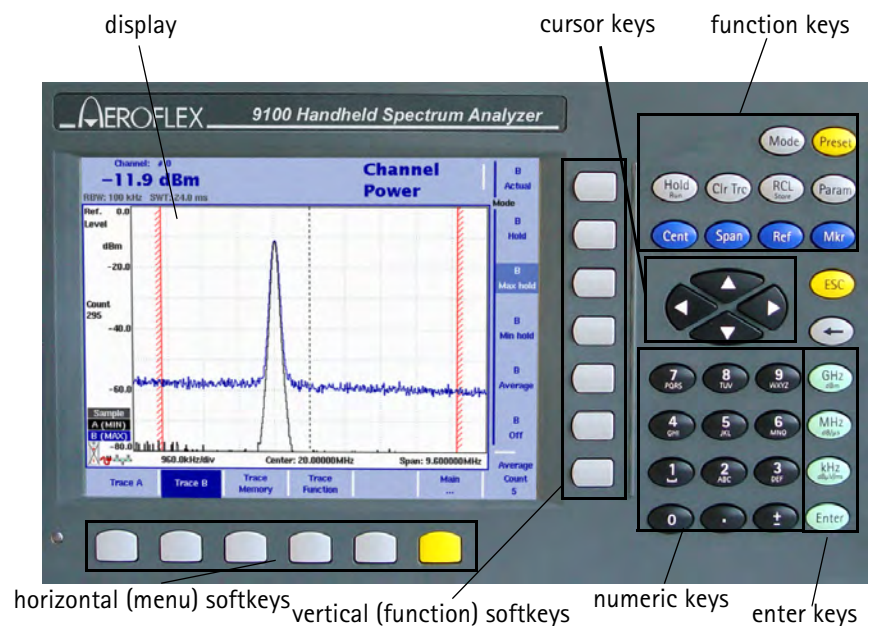 display
cursor keys
function keys
AEROFLEX
9100 Handheld Spectrum Analyzer
Channel: # 0
-11.9 dBm
RBW: 100 kHz SWT: 24.0 ms
Channel
Power
B
Actual
Mode
B
Hold
B
Max hold
B
Min hold
B
Average
B
Off
Average
Count
5
Ref.
Level
0.0
dBm
-20.0
Count
295
-40.0
-60.0
Sample
A (MIN)
B (MAX)
-80.0
960.0kHz/div
Center: 20.00000MHz
Span: 9.600000MHz
Trace A
Trace B
Trace
Memory
Trace
Function
Main
...
Mode
Preset
Hold
Run
Clr Trc
RCL
Store
Param
Cent
Span
Ref
Mkr
ESC
7
PQRS
8
TUV
9
WXYZ
GHz
dBm
4
GHI
5
JKL
6
MNO
MHz
dB/µs
1
2
ABC
3
DEF
kHz
0
.
±
Enter
horizontal (menu) softkeys
vertical (function) softkeys
numeric keys
enter keys